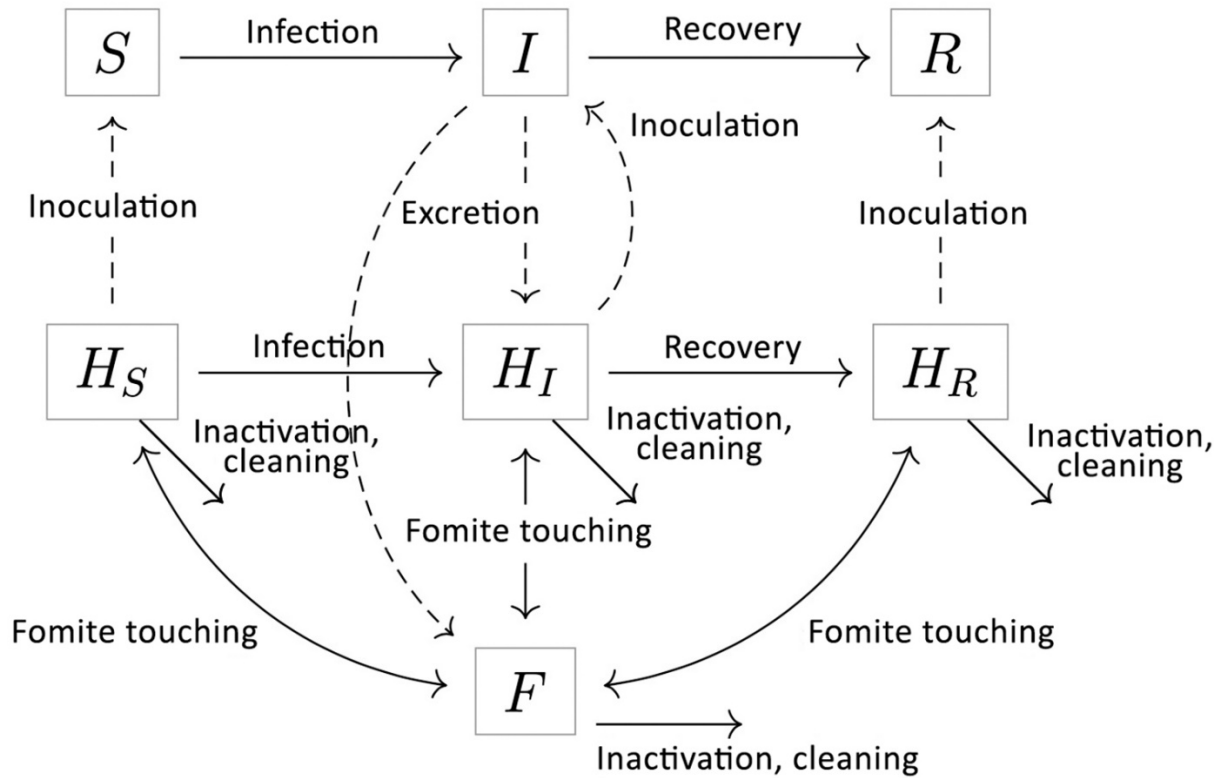 Infection
Recovery
S
I
R
Inoculation
Inoculation
Excretion
Inoculation
Infection
Recovery
H_S
H_I
H_R
Inactivation,
cleaning
Inactivation,
cleaning
Inactivation,
cleaning
Fomite touching
Fomite touching
Fomite touching
F
Inactivation, cleaning